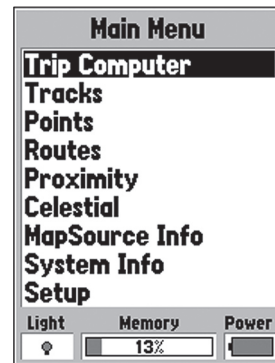 Main Menu
Trip Computer
Tracks
Points
Routes
Proximity
Celestial
MapSource Info
System Info
Setup
Light Memory Power
13%